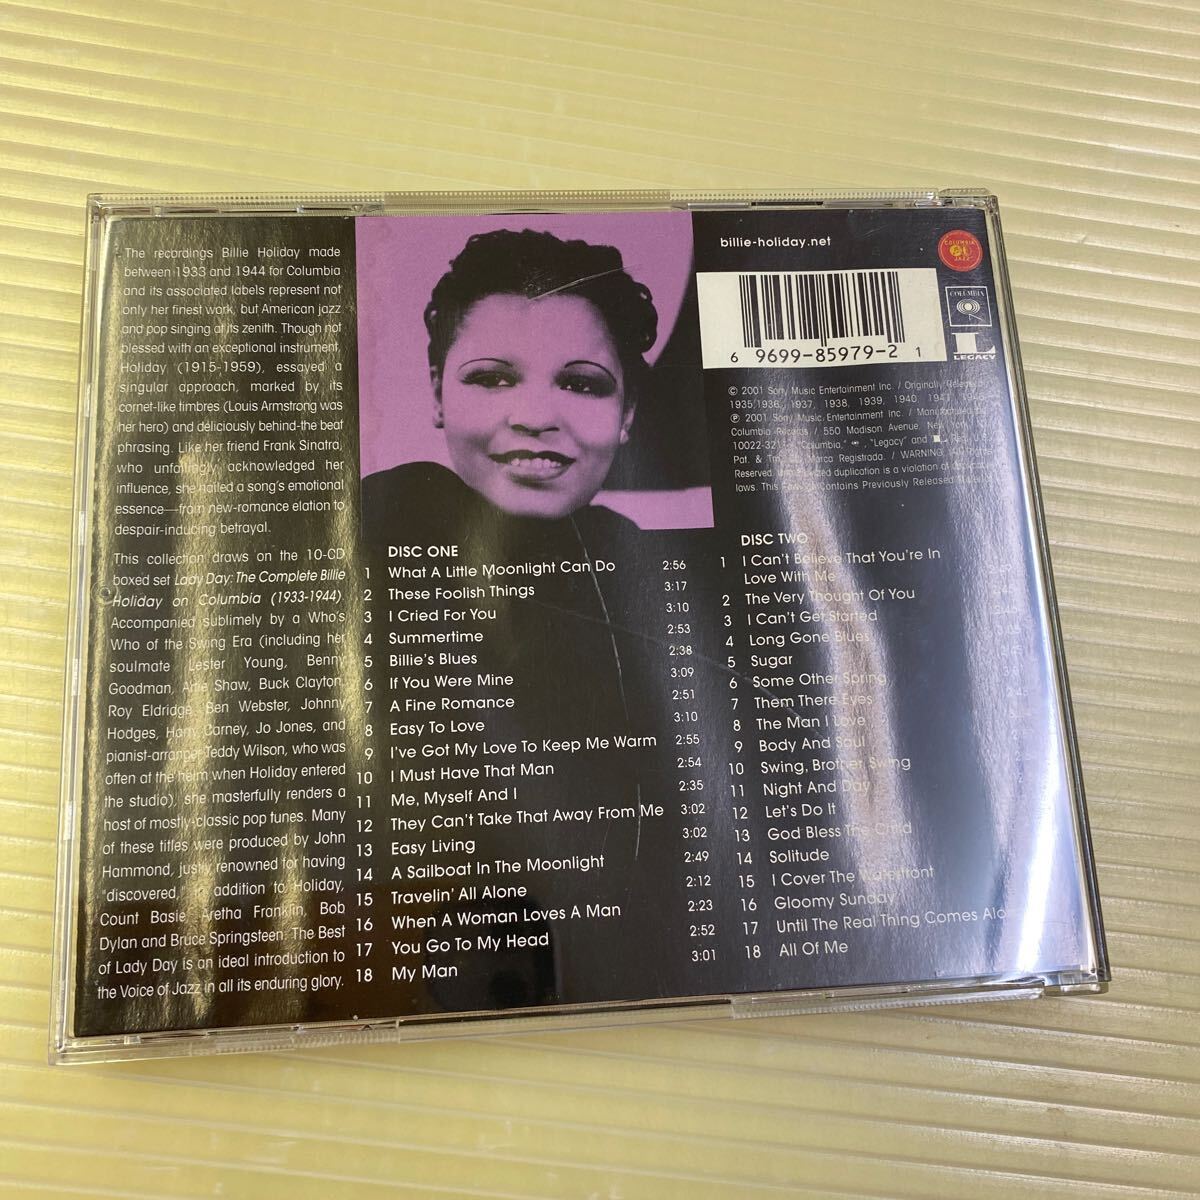 The recordings Billie Holiday made
between 1933 and 1944 for Columbia
and its associated labels represent not
only her finest work, but American jazz
and pop singing at its zenith. Though not
blessed with an exceptional instrument,
Holiday (1915-1959), essayed a
singular approach, marked by its
cornet-like timbres (Louis Armstrong was
her hero) and deliciously behind-the beat
phrasing. Like her friend Frank Sinatra,
who unfailingly acknowledged her
influence, she nailed a song's emotional
essence—from new-romance elation to
despair-inducing betrayal.
This collection draws on the 10-CD
boxed set Lady Day: The Complete Billie
Holiday on Columbia (1933-1944).
Accompanied sublimely by a Who's
Who of the Swing Era (including her
soulmate Lester Young, Benny
Goodman, Artie Shaw, Buck Clayton,
Roy Eldridge, Ben Webster, Johnny
Hodges, Harry Carney, Jo Jones, and
pianist-arranger Teddy Wilson, who was
often at the helm when Holiday entered
the studio), she masterfully renders a
host of mostly-classic pop tunes. Many
of these titles were produced by John
Hammond, justly renowned for having
"discovered," in addition to Holiday,
Count Basie, Aretha Franklin, Bob
Dylan and Bruce Springsteen. The Best
of Lady Day is an ideal introduction to
the Voice of Jazz in all its enduring glory.
DISC ONE
1 What A Little Moonlight Can Do 2:56
2 These Foolish Things 3:17
3 I Cried For You 3:10
4 Summertime 2:53
5 Billie's Blues 2:38
6 If You Were Mine 3:09
7 A Fine Romance 2:51
8 Easy To Love 3:10
9 I've Got My Love To Keep Me Warm 2:55
10 I Must Have That Man 2:54
11 Me, Myself And I 2:35
12 They Can't Take That Away From Me 3:02
13 Easy Living 3:02
14 A Sailboat In The Moonlight 2:49
15 Travelin' All Alone 2:12
16 When A Woman Loves A Man 2:23
17 You Go To My Head 2:52
18 My Man 3:01
billie-holiday.net
COLUMBIA
JAZZ
COLUMBIA
LEGACY
6 9699-85979-2 1
© 2001 Sony Music Entertainment Inc. / Originally Released
1935, 1936, 1937, 1938, 1939, 1940, 1941,
℗ 2001 Sony Music Entertainment Inc. / Manufactured by
Columbia Records / 550 Madison Avenue, New York,
10022-321 "Columbia," "Legacy" and L Reg. U.S.
Pat. & Tm. Marca Registrada. / WARNING: All Rights
Reserved. duplication is a violation of applicable
laws. This Contains Previously Released Material
DISC TWO
1 I Can't Believe That You're In
Love With Me
2 The Very Thought Of You
3 I Can't Get Started
4 Long Gone Blues
5 Sugar
6 Some Other Spring
7 Them There Eyes
8 The Man I Love
9 Body And Soul
10 Swing, Brother, Swing
11 Night And Day
12 Let's Do It
13 God Bless The Child
14 Solitude
15 I Cover The Waterfront
16 Gloomy Sunday
17 Until The Real Thing Comes Along
18 All Of Me